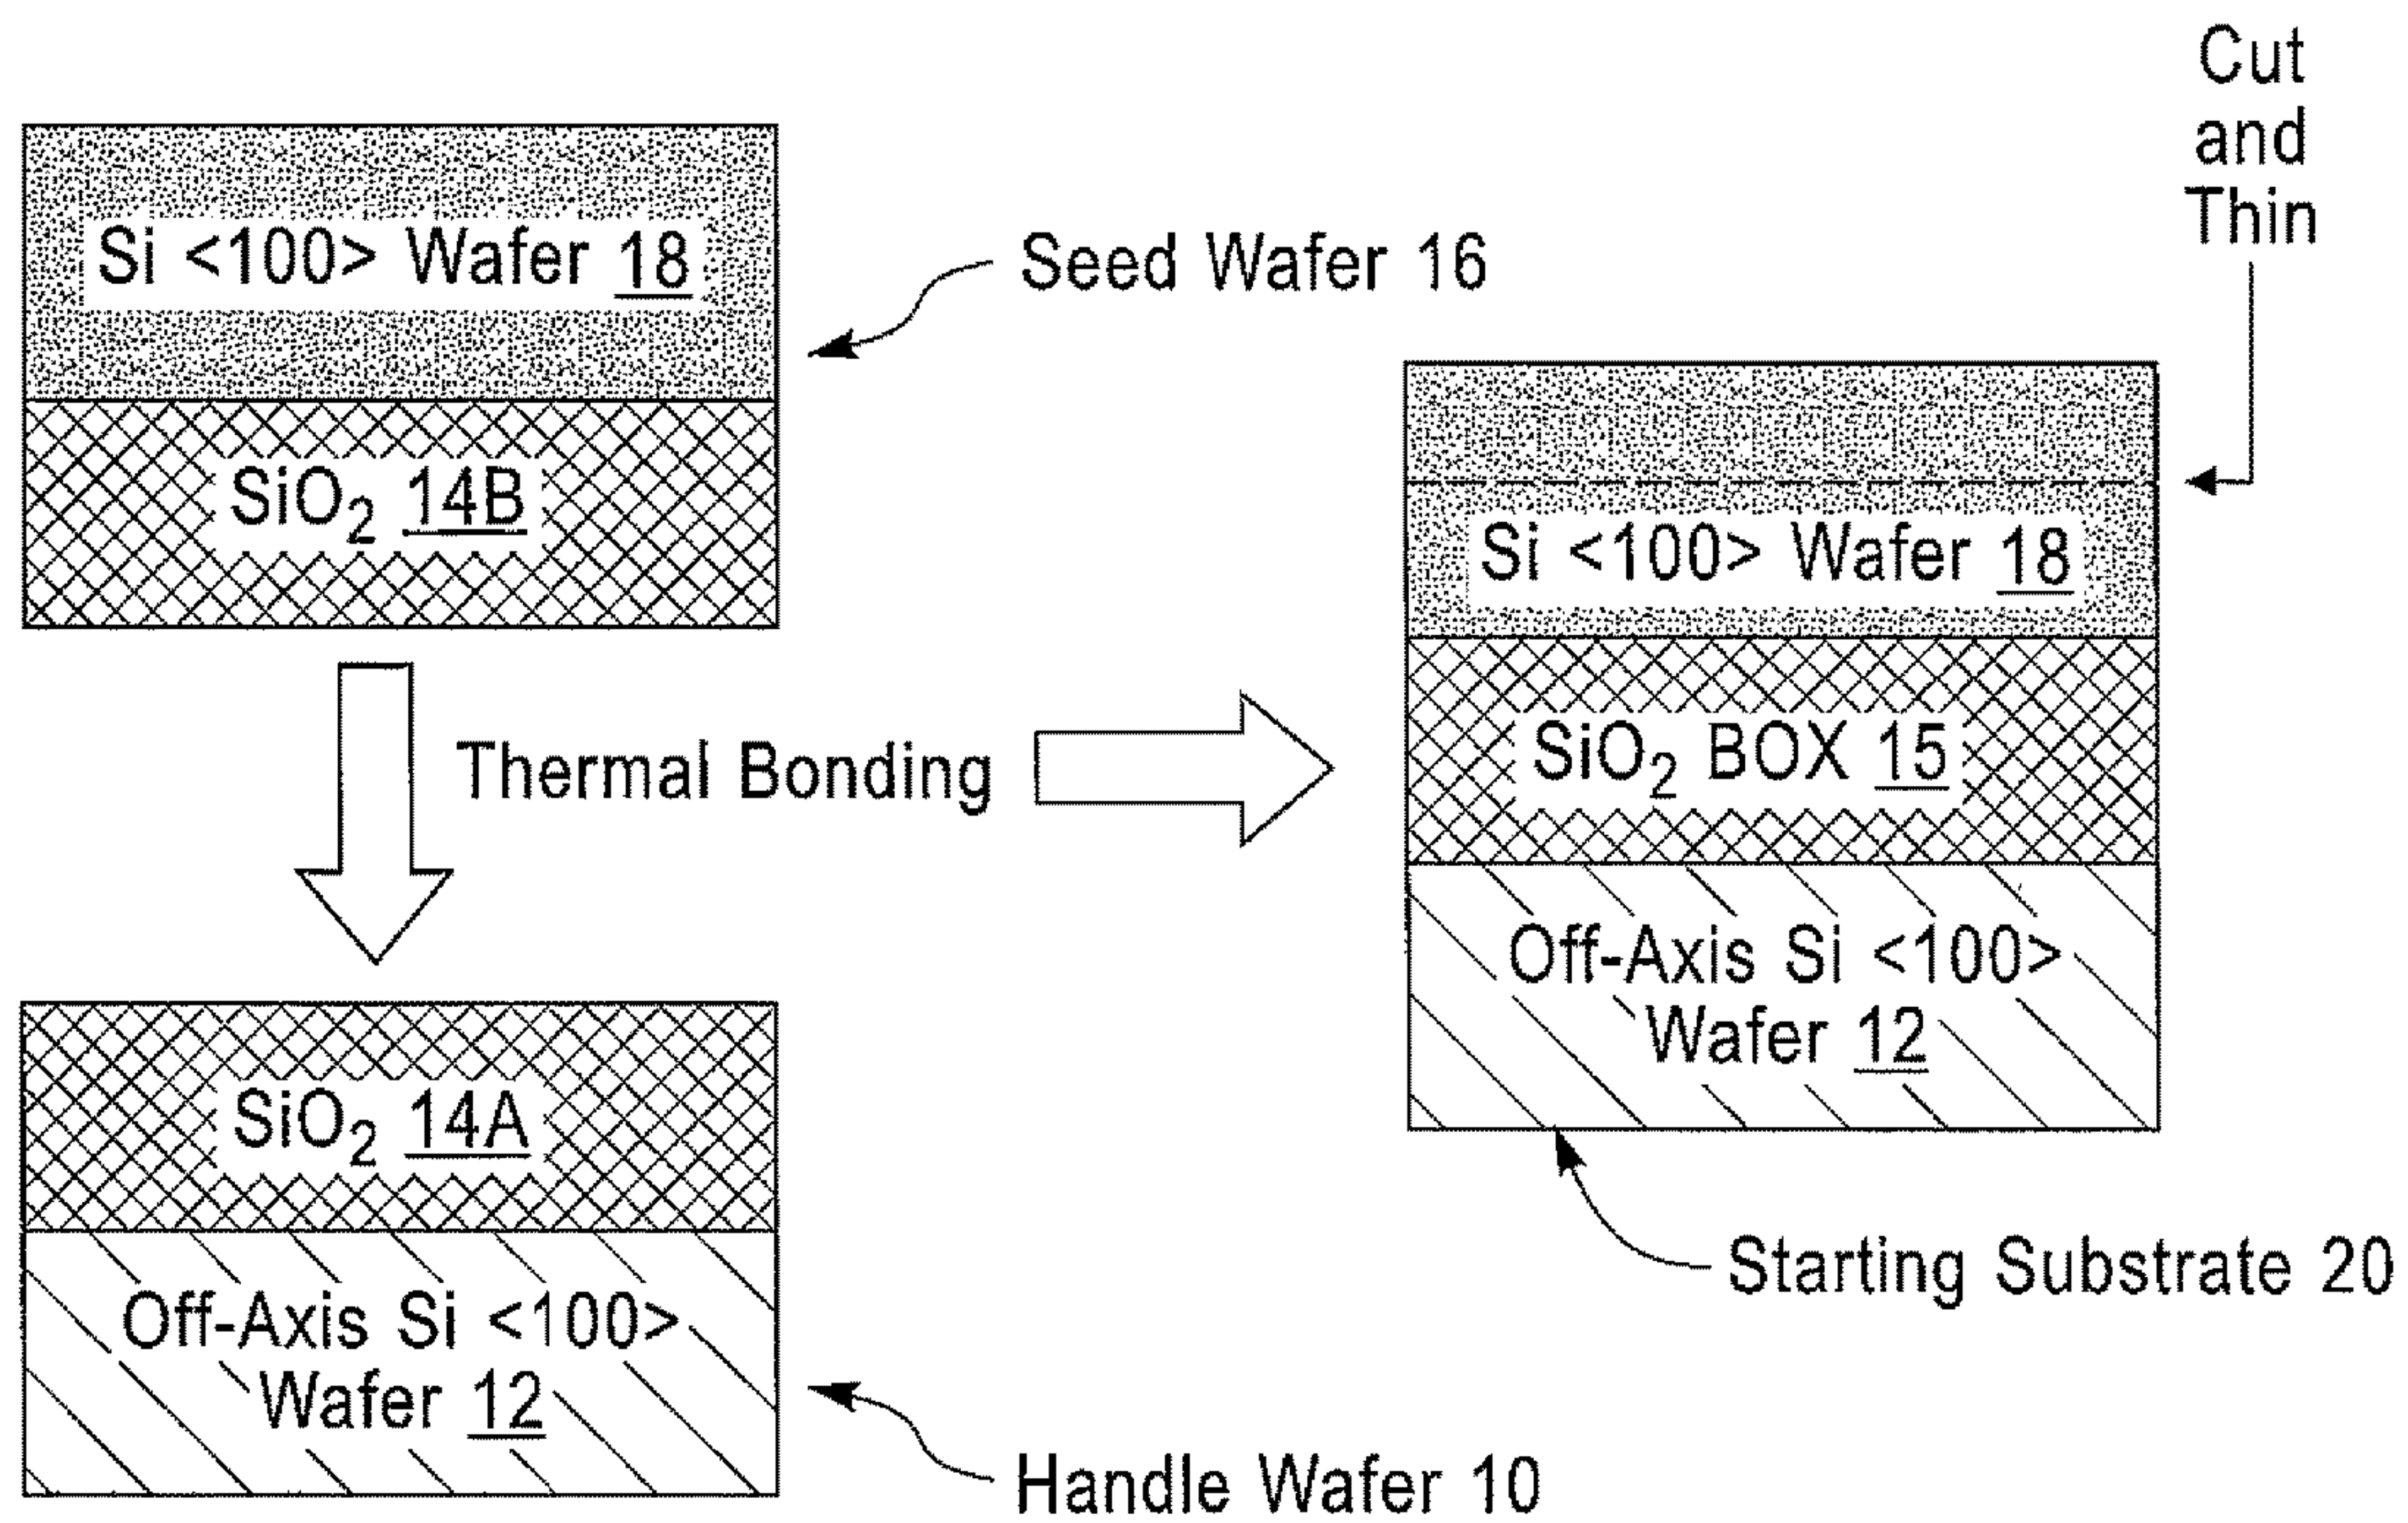 Cut
and
Thin
Si <100> Wafer 18
Seed Wafer 16
SiO₂ 14B
Si <100> Wafer 18
Thermal Bonding
SiO₂ BOX 15
Off-Axis Si <100>
Wafer 12
SiO₂ 14A
Starting Substrate 20
Off-Axis Si <100>
Wafer 12
Handle Wafer 10